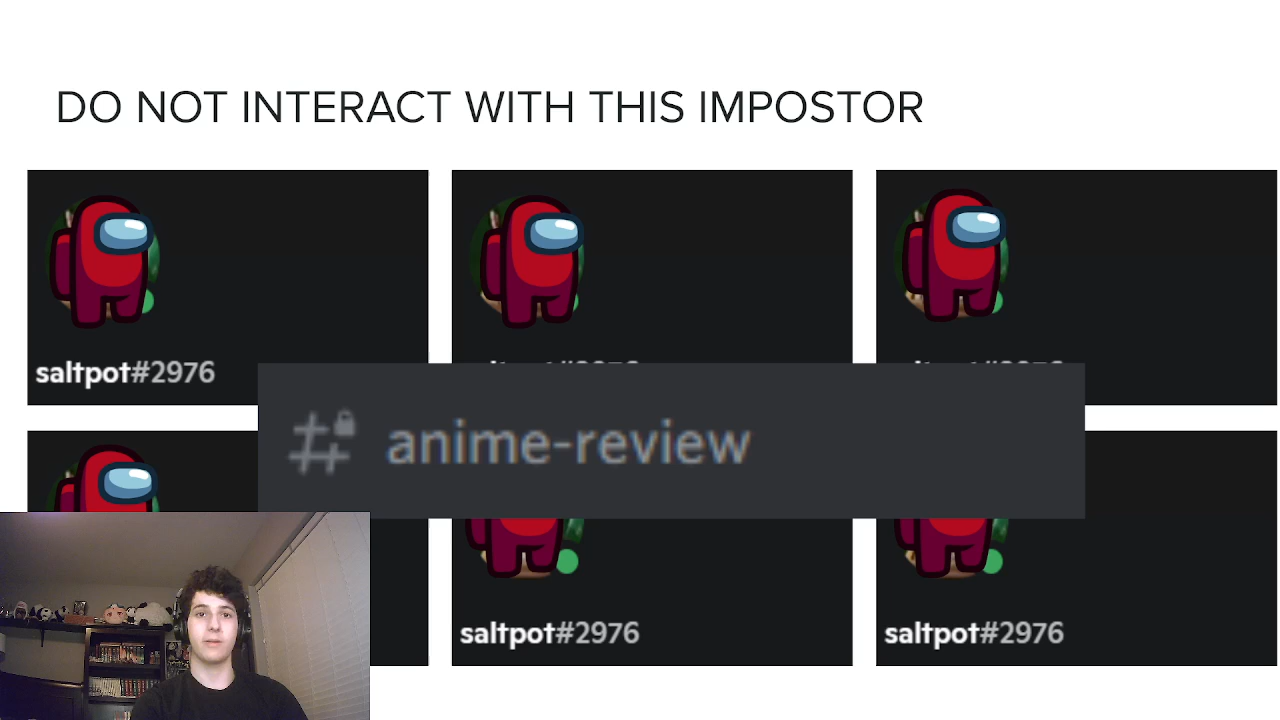 DO NOT INTERACT WITH THIS IMPOSTOR
saltpot#2976
# anime-review
saltpot#2976
saltpot#2976